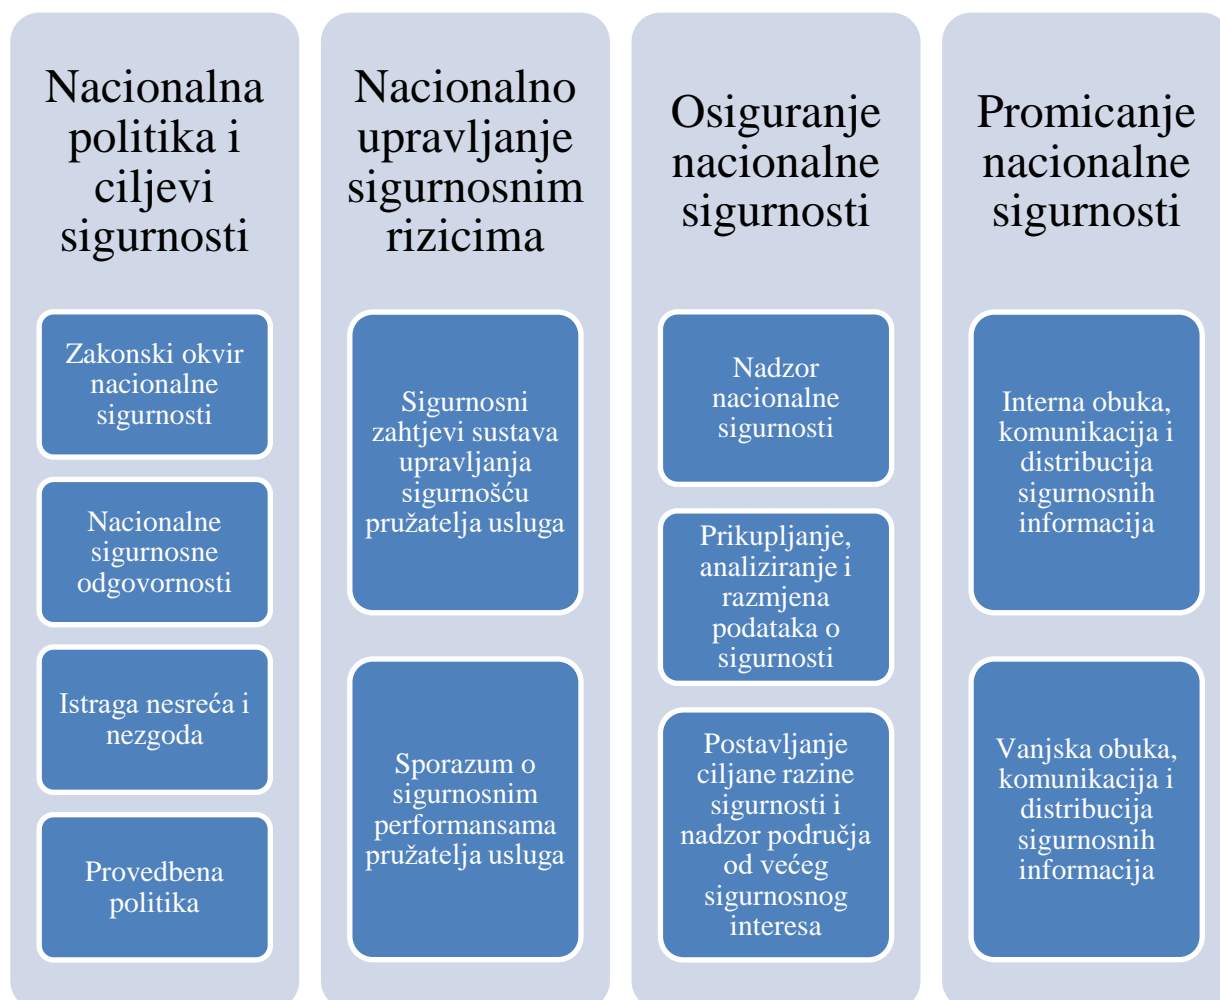 Nacionalna
politika i
ciljevi
sigurnosti
Zakonski okvir
nacionalne
sigurnosti
Nacionalne
sigurnosne
odgovornosti
Istraga nesreća i
nezgoda
Provedbena
politika
Nacionalno
upravljanje
sigurnosnim
rizicima
Sigurnosni
zahtjevi sustava
upravljanja
sigurnošću
pružatelja usluga
Sporazum o
sigurnosnim
performansama
pružatelja usluga
Osiguranje
nacionalne
sigurnosti
Nadzor
nacionalne
sigurnosti
Prikupljanje,
analiziranje i
razmjena
podataka o
sigurnosti
Postavljanje
ciljane razine
sigurnosti i
nadzor područja
od većeg
sigurnosnog
interesa
Promicanje
nacionalne
sigurnosti
Interna obuka,
komunikacija i
distribucija
sigurnosnih
informacija
Vanjska obuka,
komunikacija i
distribucija
sigurnosnih
informacija